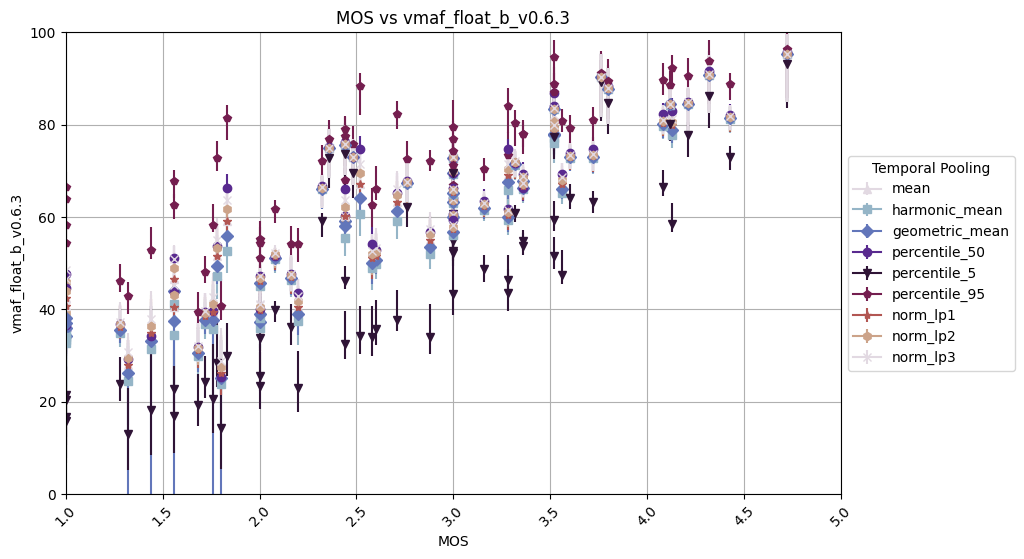 MOS vs vmaf_float_b_v0.6.3
100
80
60
40
20
0
vmaf_float_b_v0.6.3
1.0
1.5
2.0
2.5
3.0
3.5
4.0
4.5
5.0
MOS
Temporal Pooling
mean
harmonic_mean
geometric_mean
percentile_50
percentile_5
percentile_95
norm_lp1
norm_lp2
norm_lp3